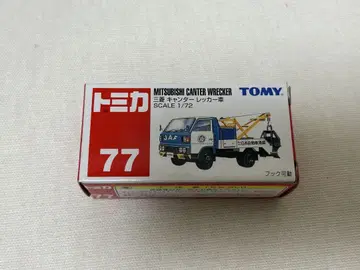 トミカ
77
MITSUBISHI CANTER WRECKER
三菱 キャンター レッカー車
SCALE 1/72
TOMY
J.A.F.
フック可動